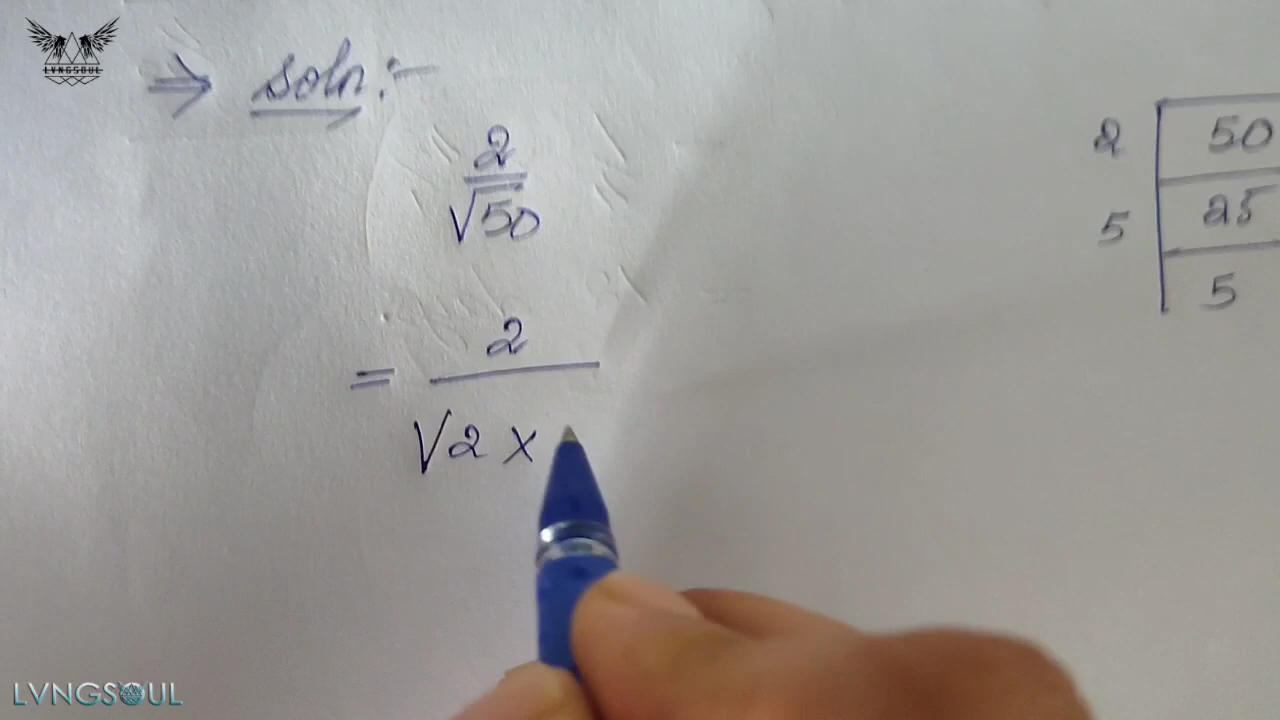 LVNGSOUL
⇒ soln:-
2
√50
= 2
√2 ×
2 50
5 25
5
LVNGSOUL